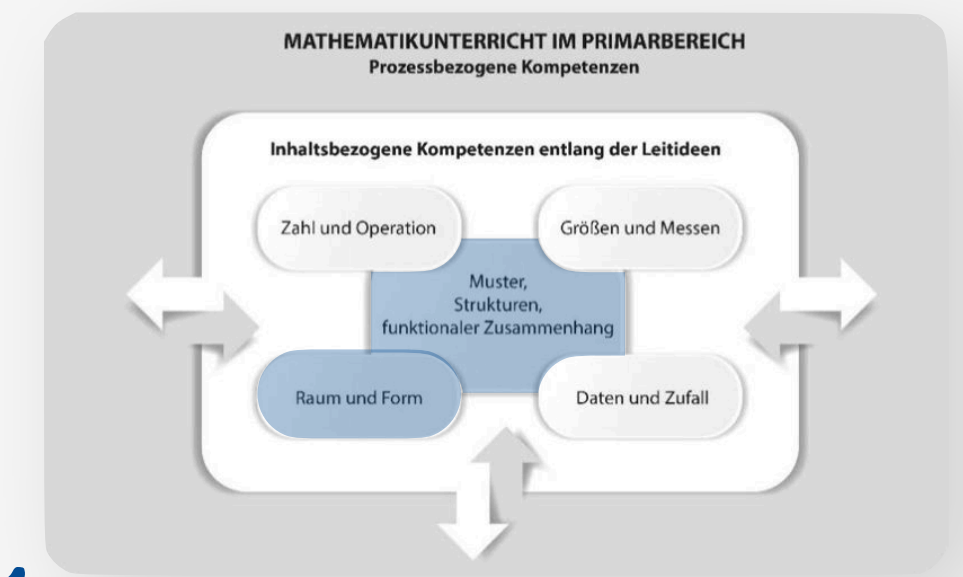 MATHEMATIKUNTERRICHT IM PRIMARBEREICH
Prozessbezogene Kompetenzen
Inhaltsbezogene Kompetenzen entlang der Leitideen
Zahl und Operation
Größen und Messen
Muster,
Strukturen,
funktionaler Zusammenhang
Raum und Form
Daten und Zufall